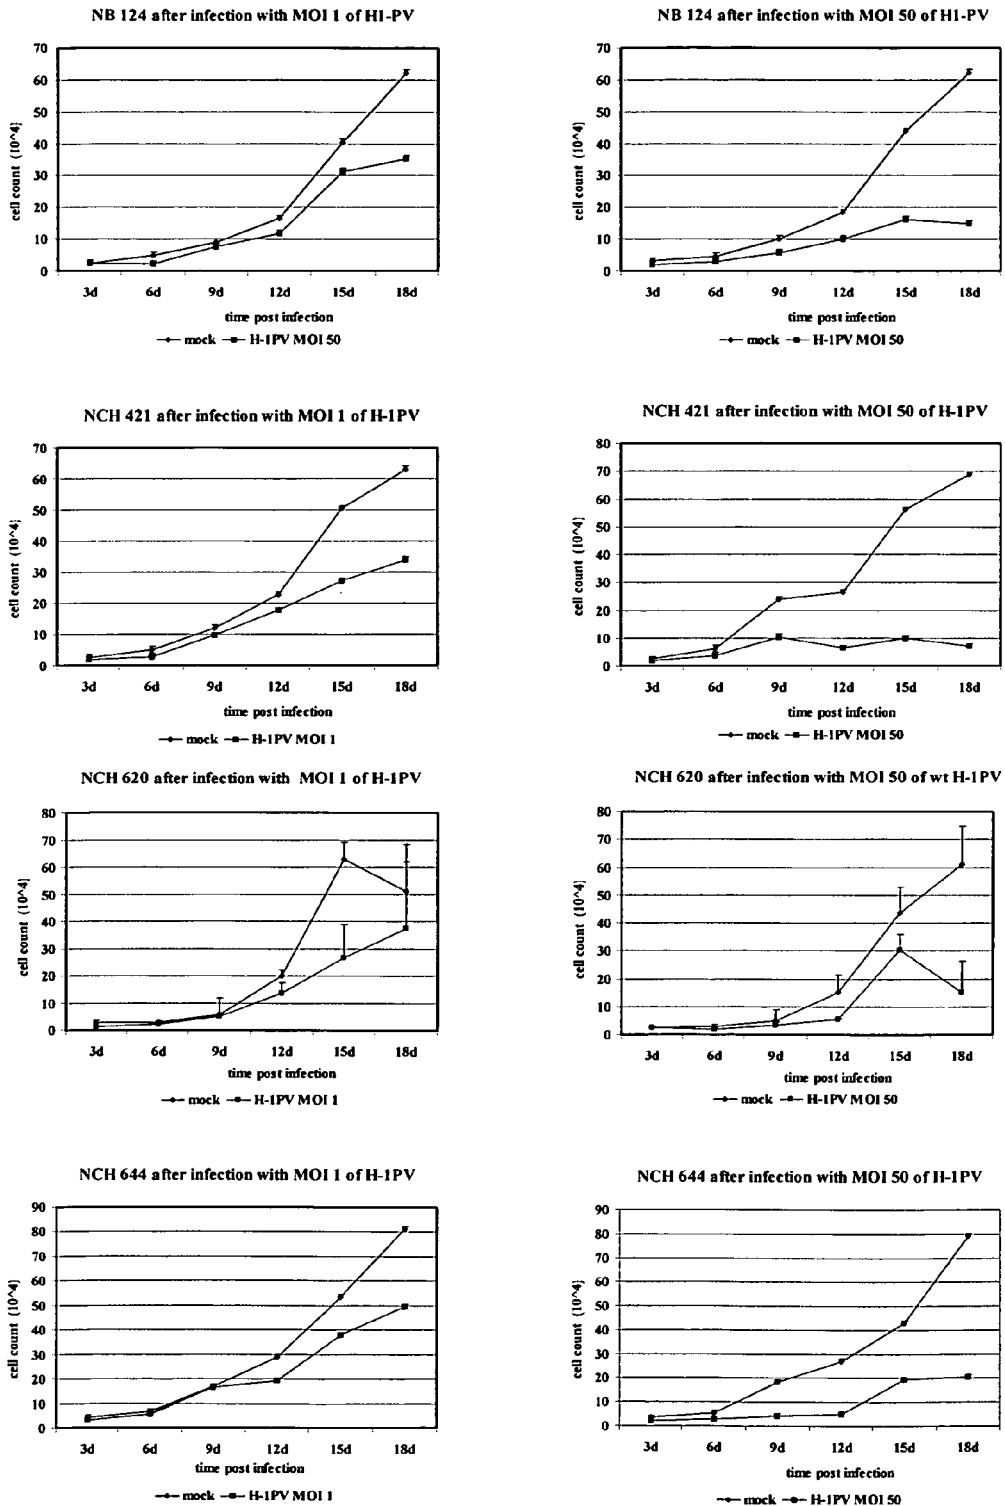 NB 124 after infection with MOI 1 of H1-PV
70
60
50
40
30
20
10
0
cell count (10^4)
3d 6d 9d 12d 15d 18d
time post infection
mock H-1PV MOI 50
NB 124 after infection with MOI 50 of H1-PV
70
60
50
40
30
20
10
0
cell count (10^4)
3d 6d 9d 12d 15d 18d
time post infection
mock H-1PV MOI 50
NCH 421 after infection with MOI 1 of H-1PV
70
60
50
40
30
20
10
0
cell count (10^4)
3d 6d 9d 12d 15d 18d
time post infection
mock H-1PV MOI 1
NCH 421 after infection with MOI 50 of H-1PV
80
70
60
50
40
30
20
10
0
cell count (10^4)
3d 6d 9d 12d 15d 18d
time post infection
mock H-1PV MOI 50
NCH 620 after infection with MOI 1 of H-1PV
80
70
60
50
40
30
20
10
0
cell count (10^4)
3d 6d 9d 12d 15d 18d
time post infection
mock H-1PV MOI 1
NCH 620 after infection with MOI 50 of wt H-1PV
80
70
60
50
40
30
20
10
0
cell count (10^4)
3d 6d 9d 12d 15d 18d
time post infection
mock H-1PV MOI 50
NCH 644 after infection with MOI 1 of H-1PV
90
80
70
60
50
40
30
20
10
0
cell count (10^4)
3d 6d 9d 12d 15d 18d
time post infection
mock H-1PV MOI 1
NCH 644 after infection with MOI 50 of H-1PV
90
80
70
60
50
40
30
20
10
0
cell count (10^4)
3d 6d 9d 12d 15d 18d
time post infection
mock H-1PV MOI 50